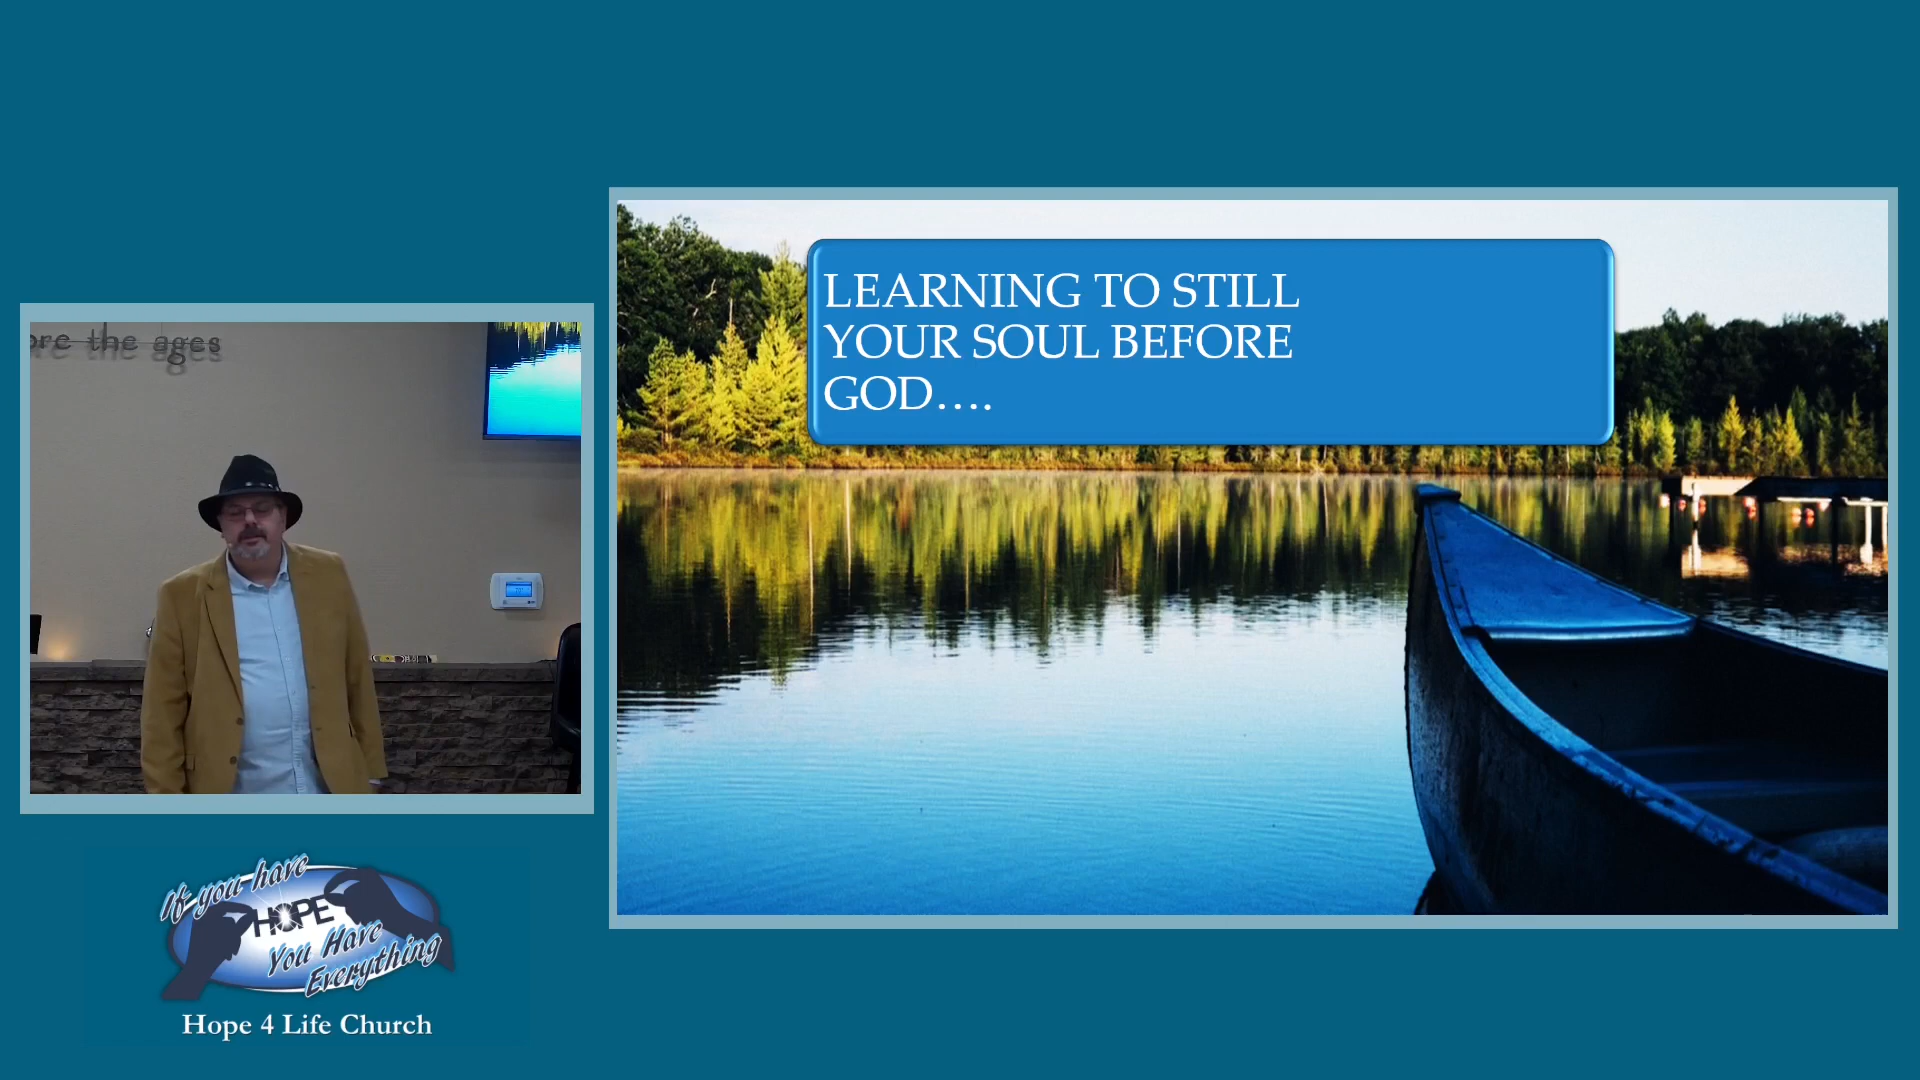 ore the ages
LEARNING TO STILL
YOUR SOUL BEFORE
GOD….
If you have
HOPE
You Have
Everything
Hope 4 Life Church